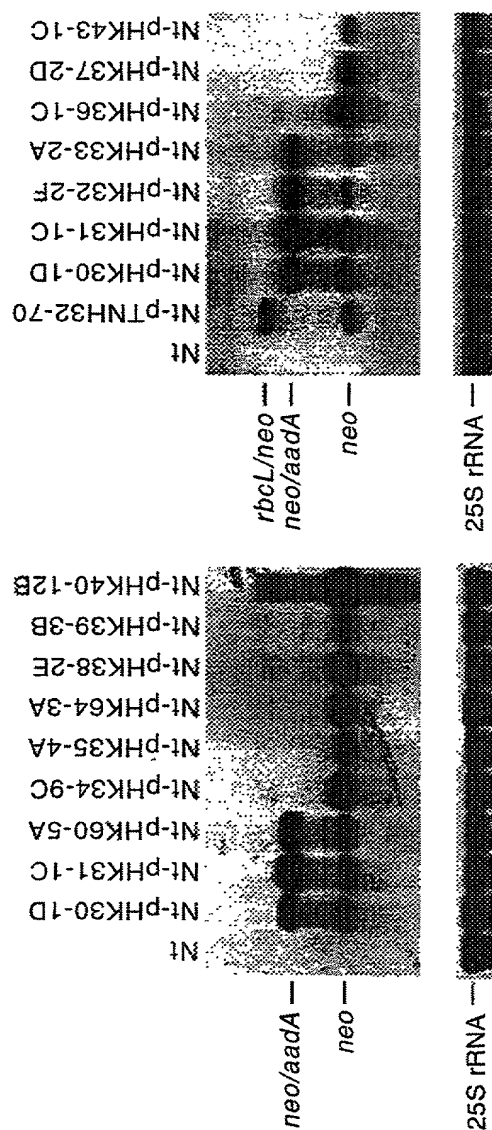 Nt-pHK43-1C
Nt-pHK37-2D
Nt-pHK36-1C
Nt-pHK33-2A
Nt-pHK32-2F
Nt-pHK31-1C
Nt-pHK30-1D
Nt-pTNH32-70
Nt
rbcL/neo
neo/aadA
neo
25S rRNA
Nt-pHK40-12B
Nt-pHK39-3B
Nt-pHK38-2E
Nt-pHK64-3A
Nt-pHK35-4A
Nt-pHK34-9C
Nt-pHK60-5A
Nt-pHK31-1C
Nt-pHK30-1D
Nt
neo/aadA
neo
25S rRNA